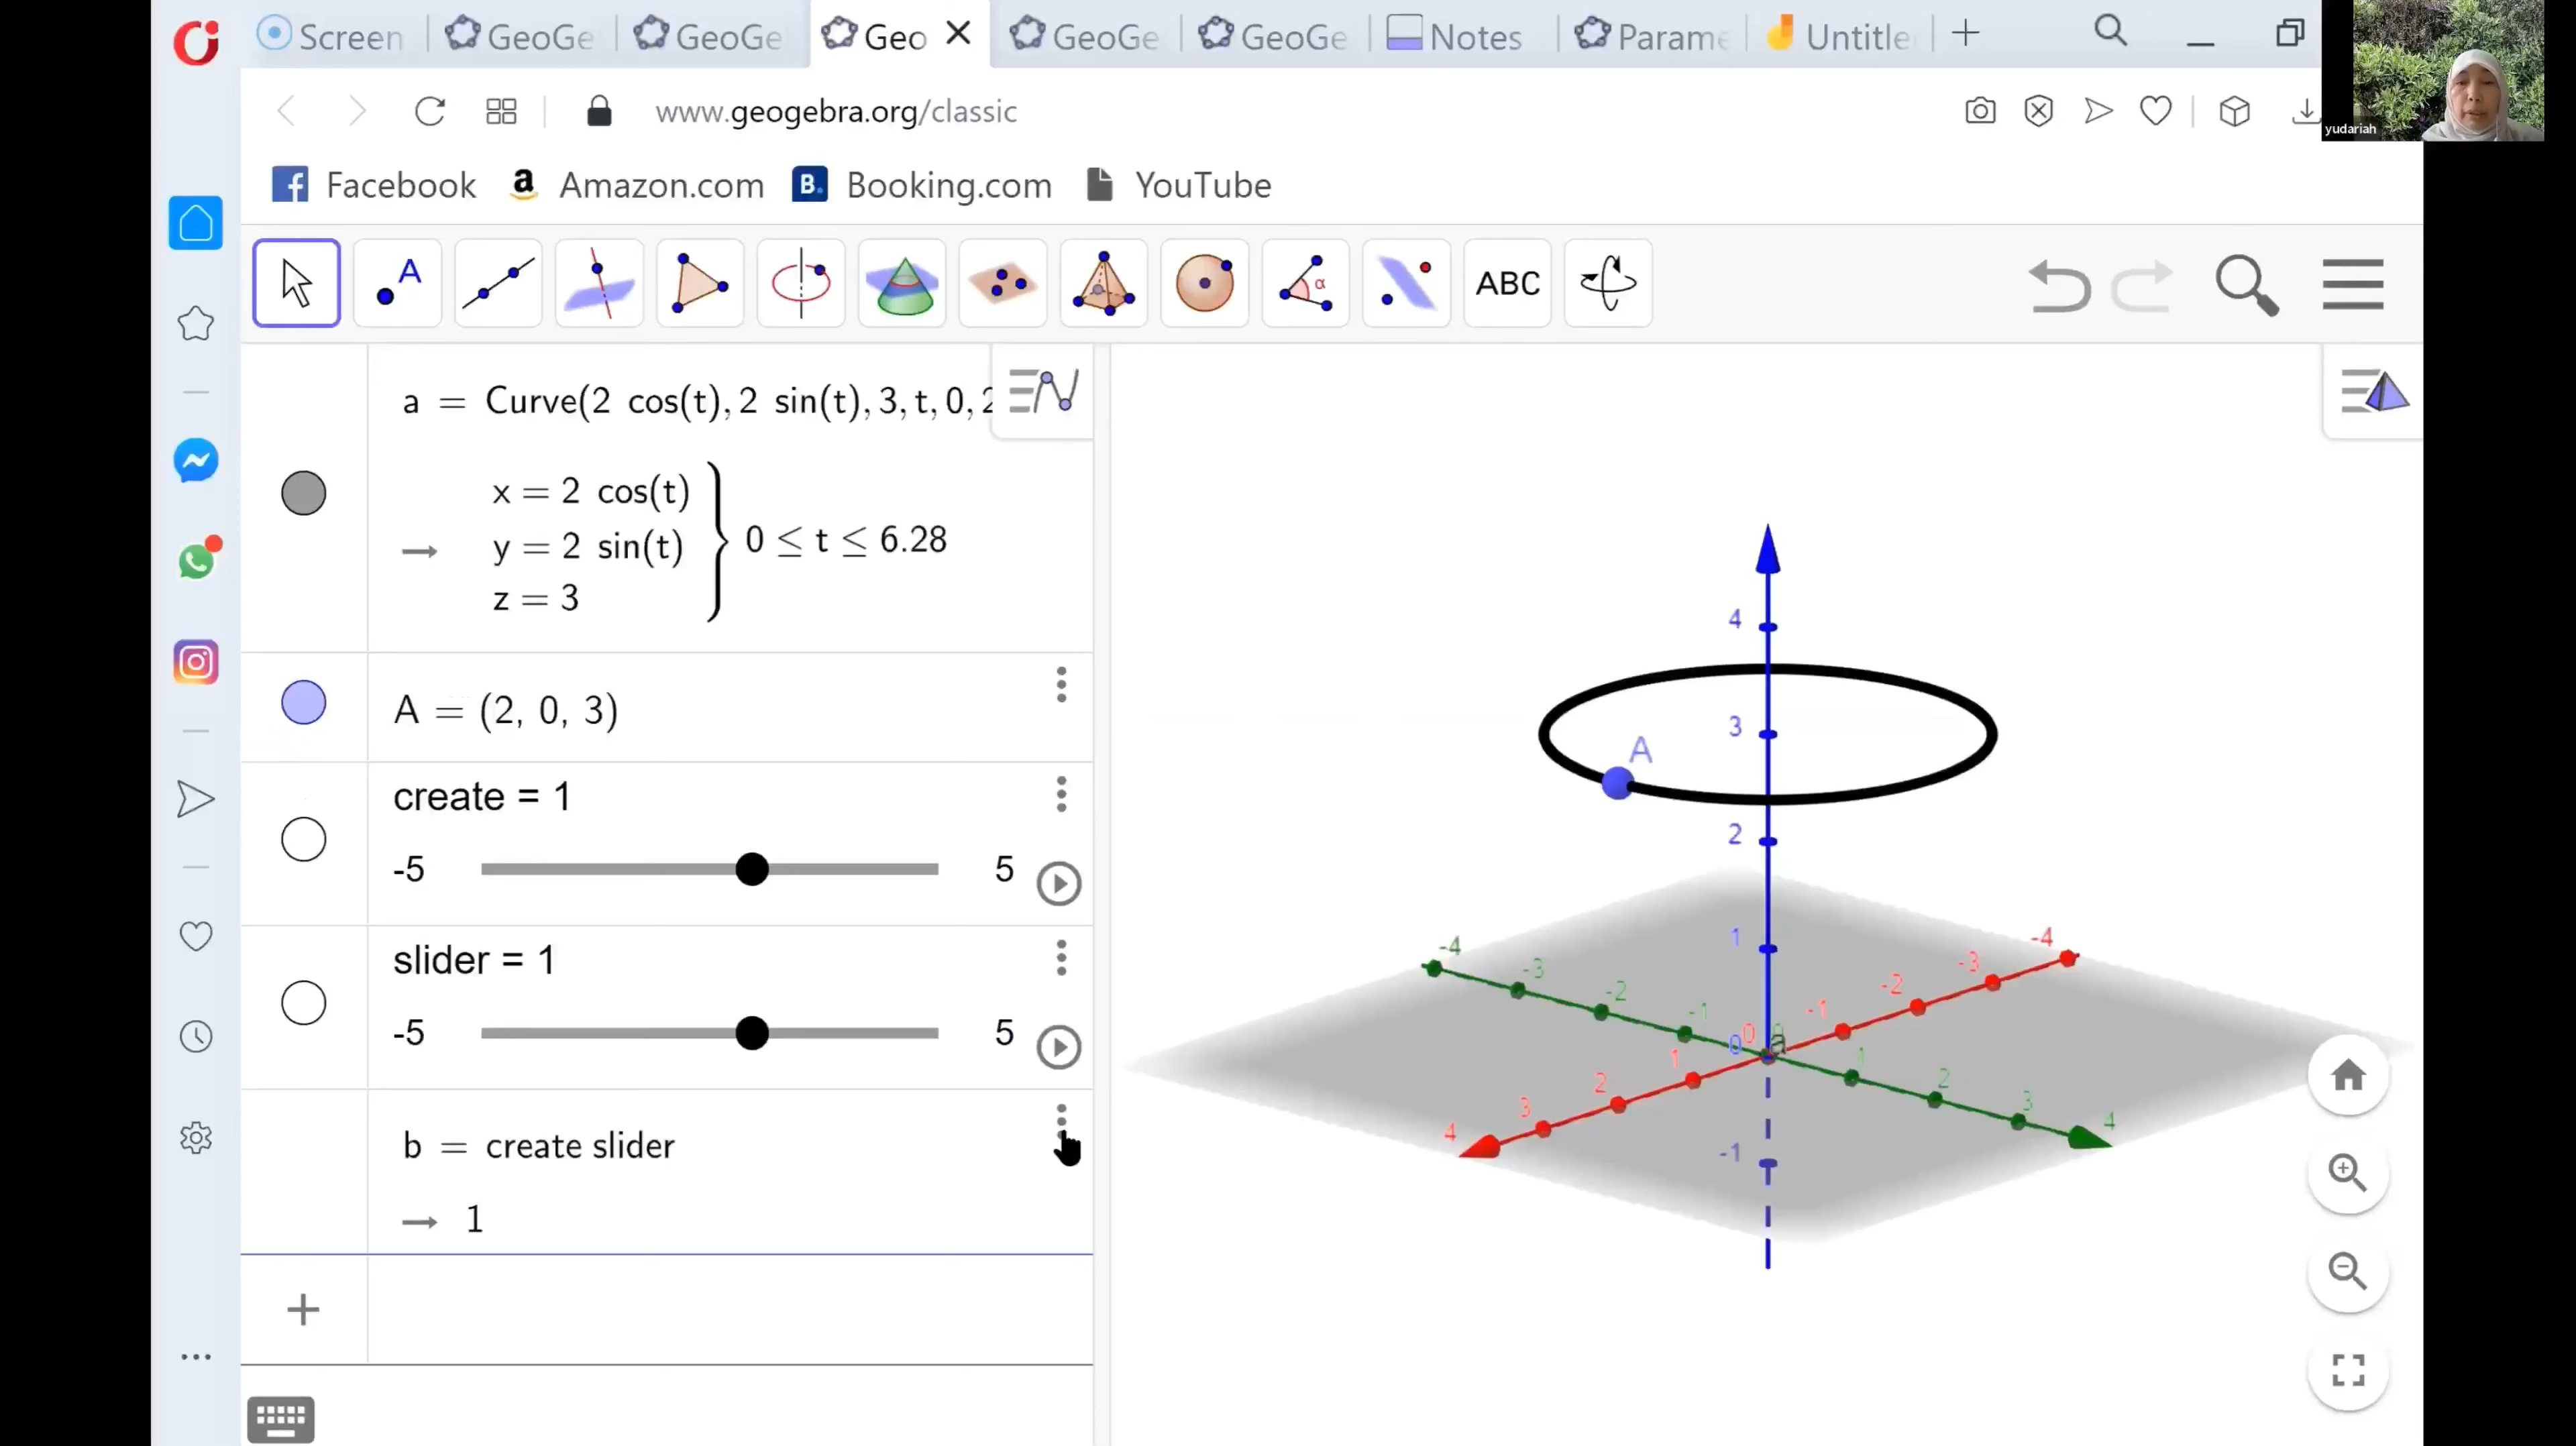 Screen
GeoGe
GeoGe
Geo
GeoGe
GeoGe
Notes
Parame
Untitle
www.geogebra.org/classic
yudariah
Facebook
Amazon.com
B. Booking.com
YouTube
A
α
ABC
a = Curve(2 cos(t), 2 sin(t), 3, t, 0, 2
x = 2 cos(t)
→ y = 2 sin(t) } 0 ≤ t ≤ 6.28
z = 3
A = (2, 0, 3)
create = 1
-5 5
slider = 1
-5 5
b = create slider
→ 1
4
3
A
2
1
-4 -3 -2 -1 0 1 2 3 4
-4 -3 -2 -1 0 1 2 3 4
0
a
-1